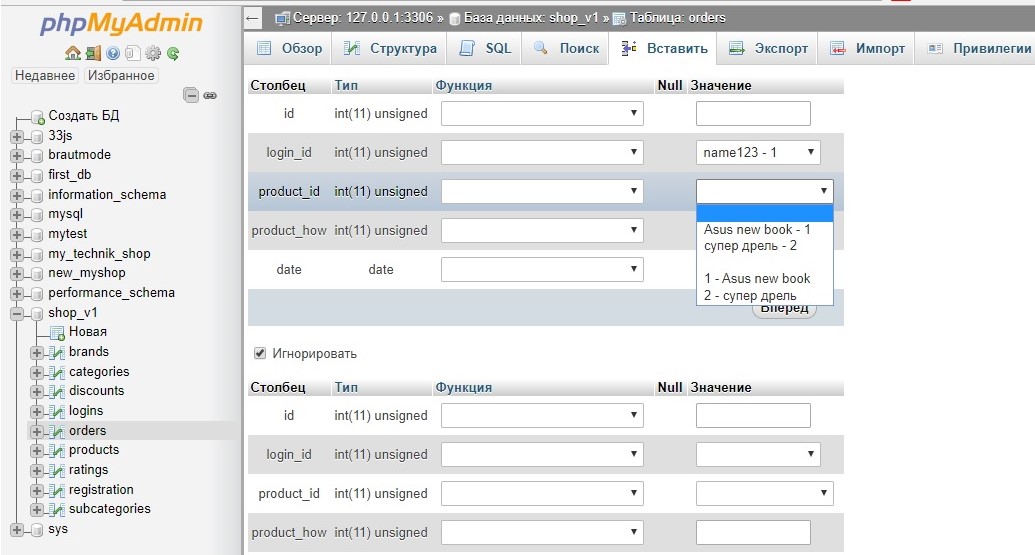 phpMyAdmin
Недавнее Избранное
Создать БД
33js
brautmode
first_db
information_schema
mysql
mytest
my_technik_shop
new_myshop
performance_schema
shop_v1
Новая
brands
categories
discounts
logins
orders
products
ratings
registration
subcategories
sys
Сервер: 127.0.0.1:3306 » База данных: shop_v1 » Таблица: orders
Обзор Структура SQL Поиск Вставить Экспорт Импорт Привилегии
Столбец Тип Функция Null Значение
id int(11) unsigned
login_id int(11) unsigned name123 - 1
product_id int(11) unsigned
Asus new book - 1
product_how int(11) unsigned
супер дрель - 2
date date
1 - Asus new book
2 - супер дрель
Вперёд
Игнорировать
Столбец Тип Функция Null Значение
id int(11) unsigned
login_id int(11) unsigned
product_id int(11) unsigned
product_how int(11) unsigned